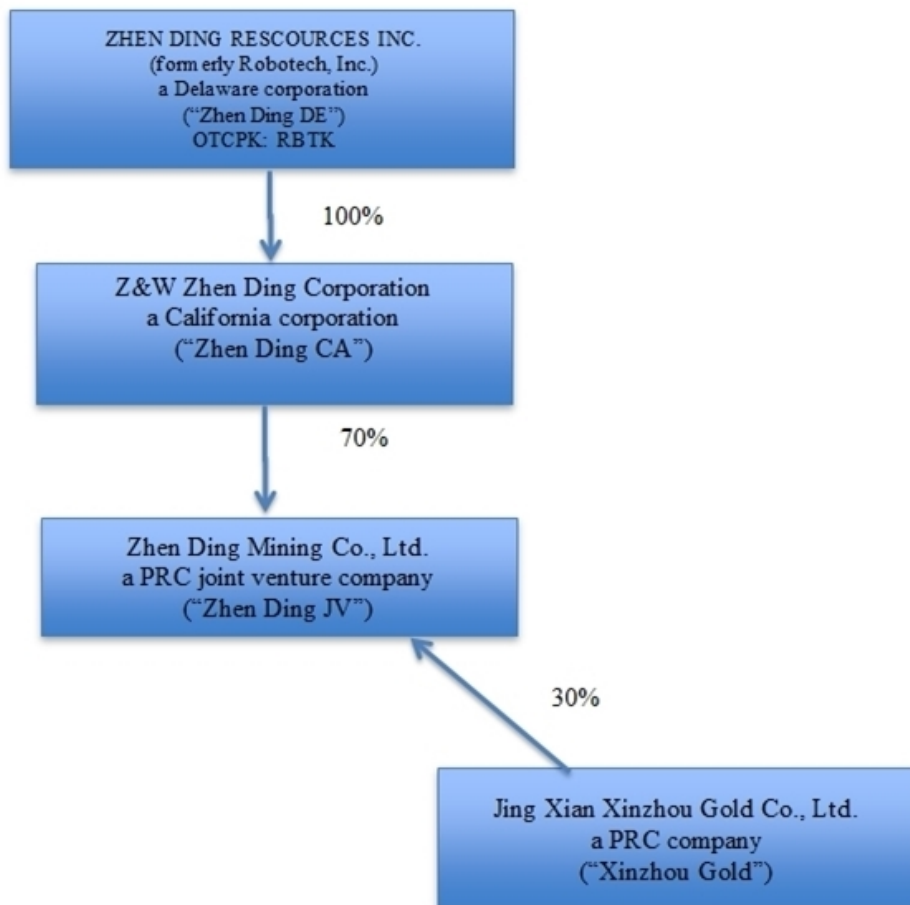 ZHEN DING RESCOURCES INC.
(formerly Robotech, Inc.)
a Delaware corporation
(“Zhen Ding DE”)
OTCPK: RBTK
100%
Z&W Zhen Ding Corporation
a California corporation
(“Zhen Ding CA”)
70%
Zhen Ding Mining Co., Ltd.
a PRC joint venture company
(“Zhen Ding JV”)
30%
Jing Xian Xinzhou Gold Co., Ltd.
a PRC company
(“Xinzhou Gold”)